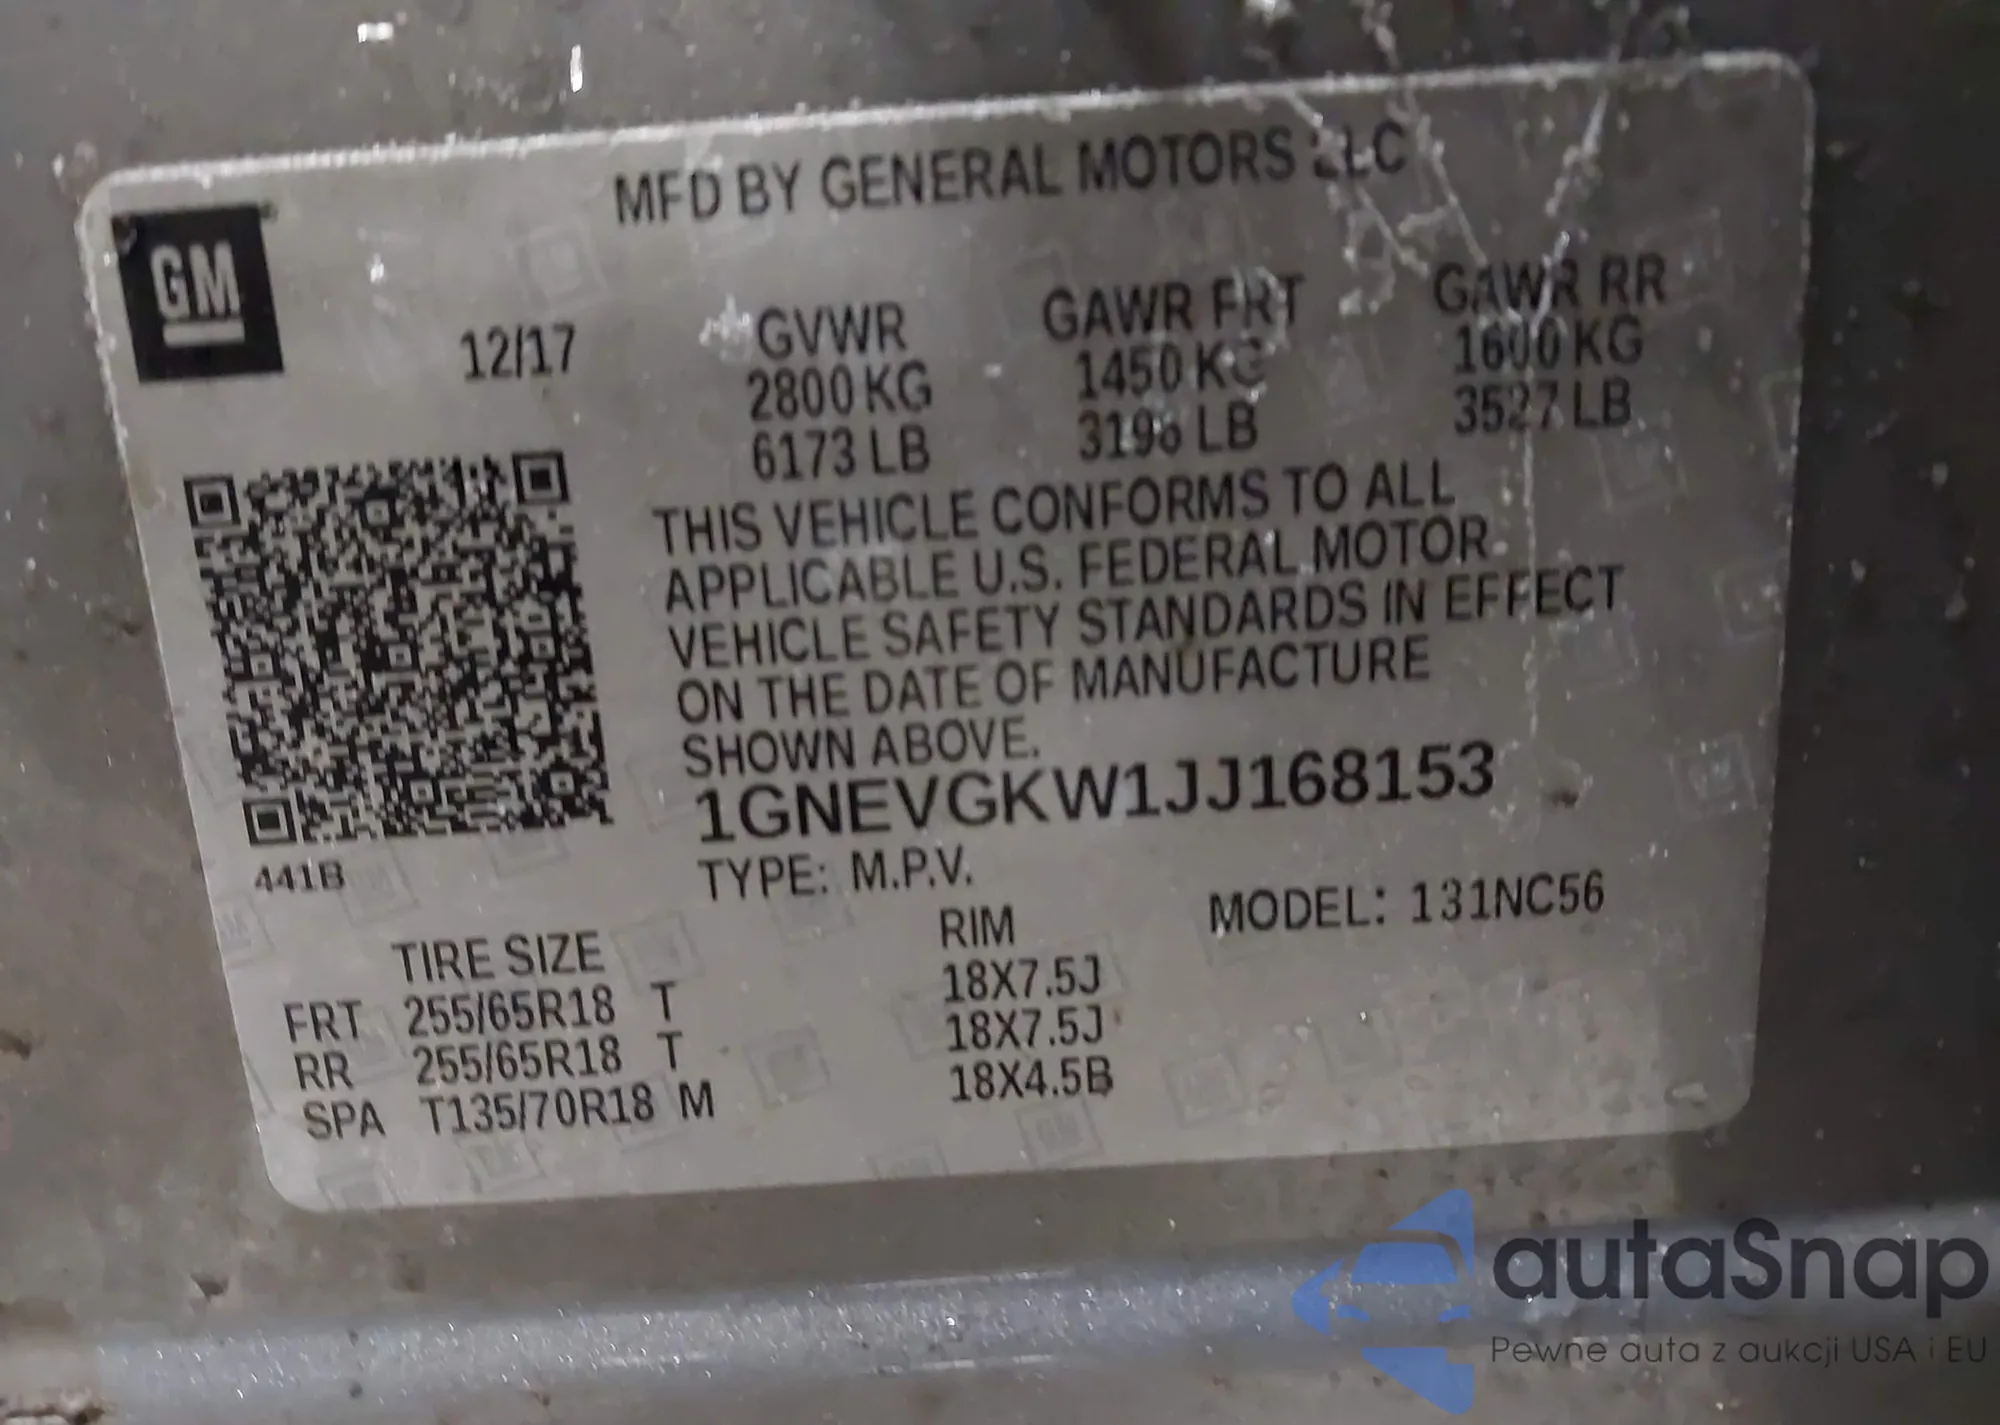 MFD BY GENERAL MOTORS LLC
GM
12/17
GVWR GAWR FRT GAWR RR
2800 KG 1450 KG 1600 KG
6173 LB 3196 LB 3527 LB
THIS VEHICLE CONFORMS TO ALL
APPLICABLE U.S. FEDERAL MOTOR
VEHICLE SAFETY STANDARDS IN EFFECT
ON THE DATE OF MANUFACTURE
SHOWN ABOVE.
1GNEVGKW1JJ168153
441B
TYPE: M.P.V.
MODEL: 131NC56
TIRE SIZE RIM
FRT 255/65R18 T 18X7.5J
RR 255/65R18 T 18X7.5J
SPA T135/70R18 M 18X4.5B
autaSnap
Pewne auta z aukcji USA i EU